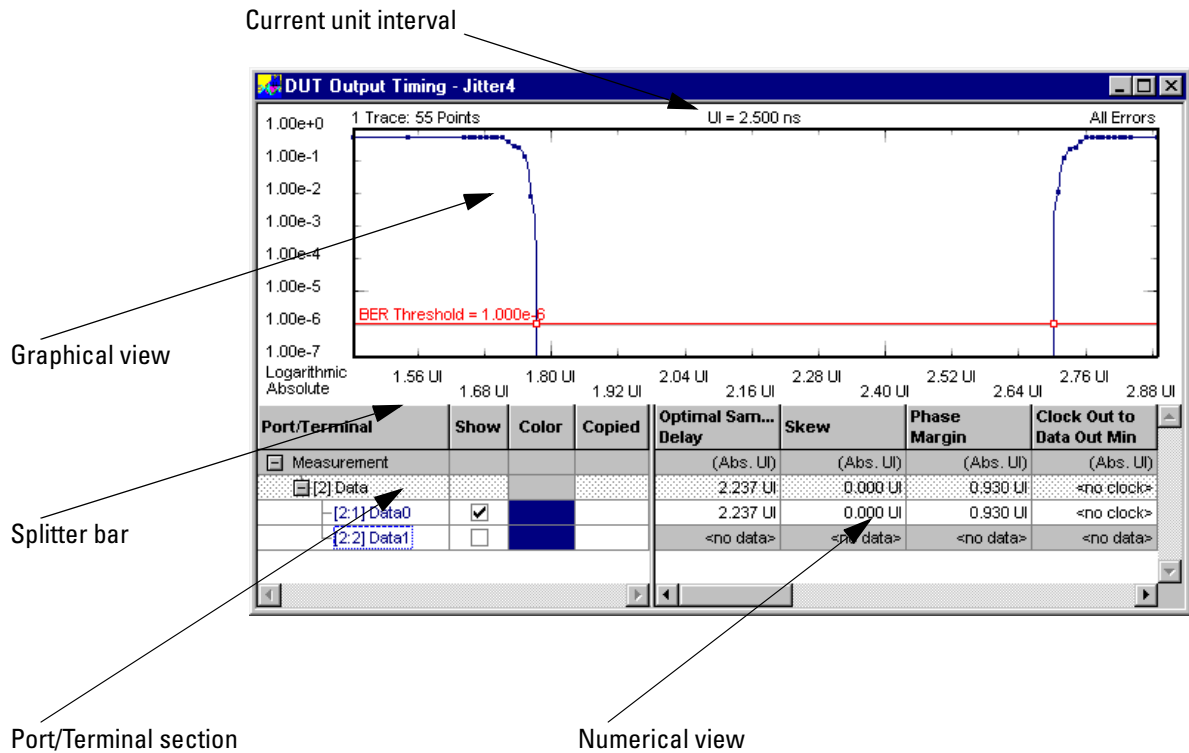 Current unit interval
DUT Output Timing - Jitter4
1 Trace: 55 Points UI = 2.500 ns All Errors
1.00e+0
1.00e-1
1.00e-2
1.00e-3
1.00e-4
1.00e-5
BER Threshold = 1.000e-6
1.00e-6
1.00e-7
Graphical view
Logarithmic
Absolute
1.56 UI 1.80 UI 2.04 UI 2.28 UI 2.52 UI 2.76 UI
1.68 UI 1.92 UI 2.16 UI 2.40 UI 2.64 UI 2.88 UI
Port/Terminal Show Color Copied Optimal Sam... Delay Skew Phase Margin Clock Out to Data Out Min
Measurement (Abs. UI) (Abs. UI) (Abs. UI) (Abs. UI)
[2] Data 2.237 UI 0.000 UI 0.930 UI <no clock>
[2:1] Data0 2.237 UI 0.000 UI 0.930 UI <no clock>
[2:2] Data1 <no data> <no data> <no data> <no data>
Splitter bar
Port/Terminal section
Numerical view